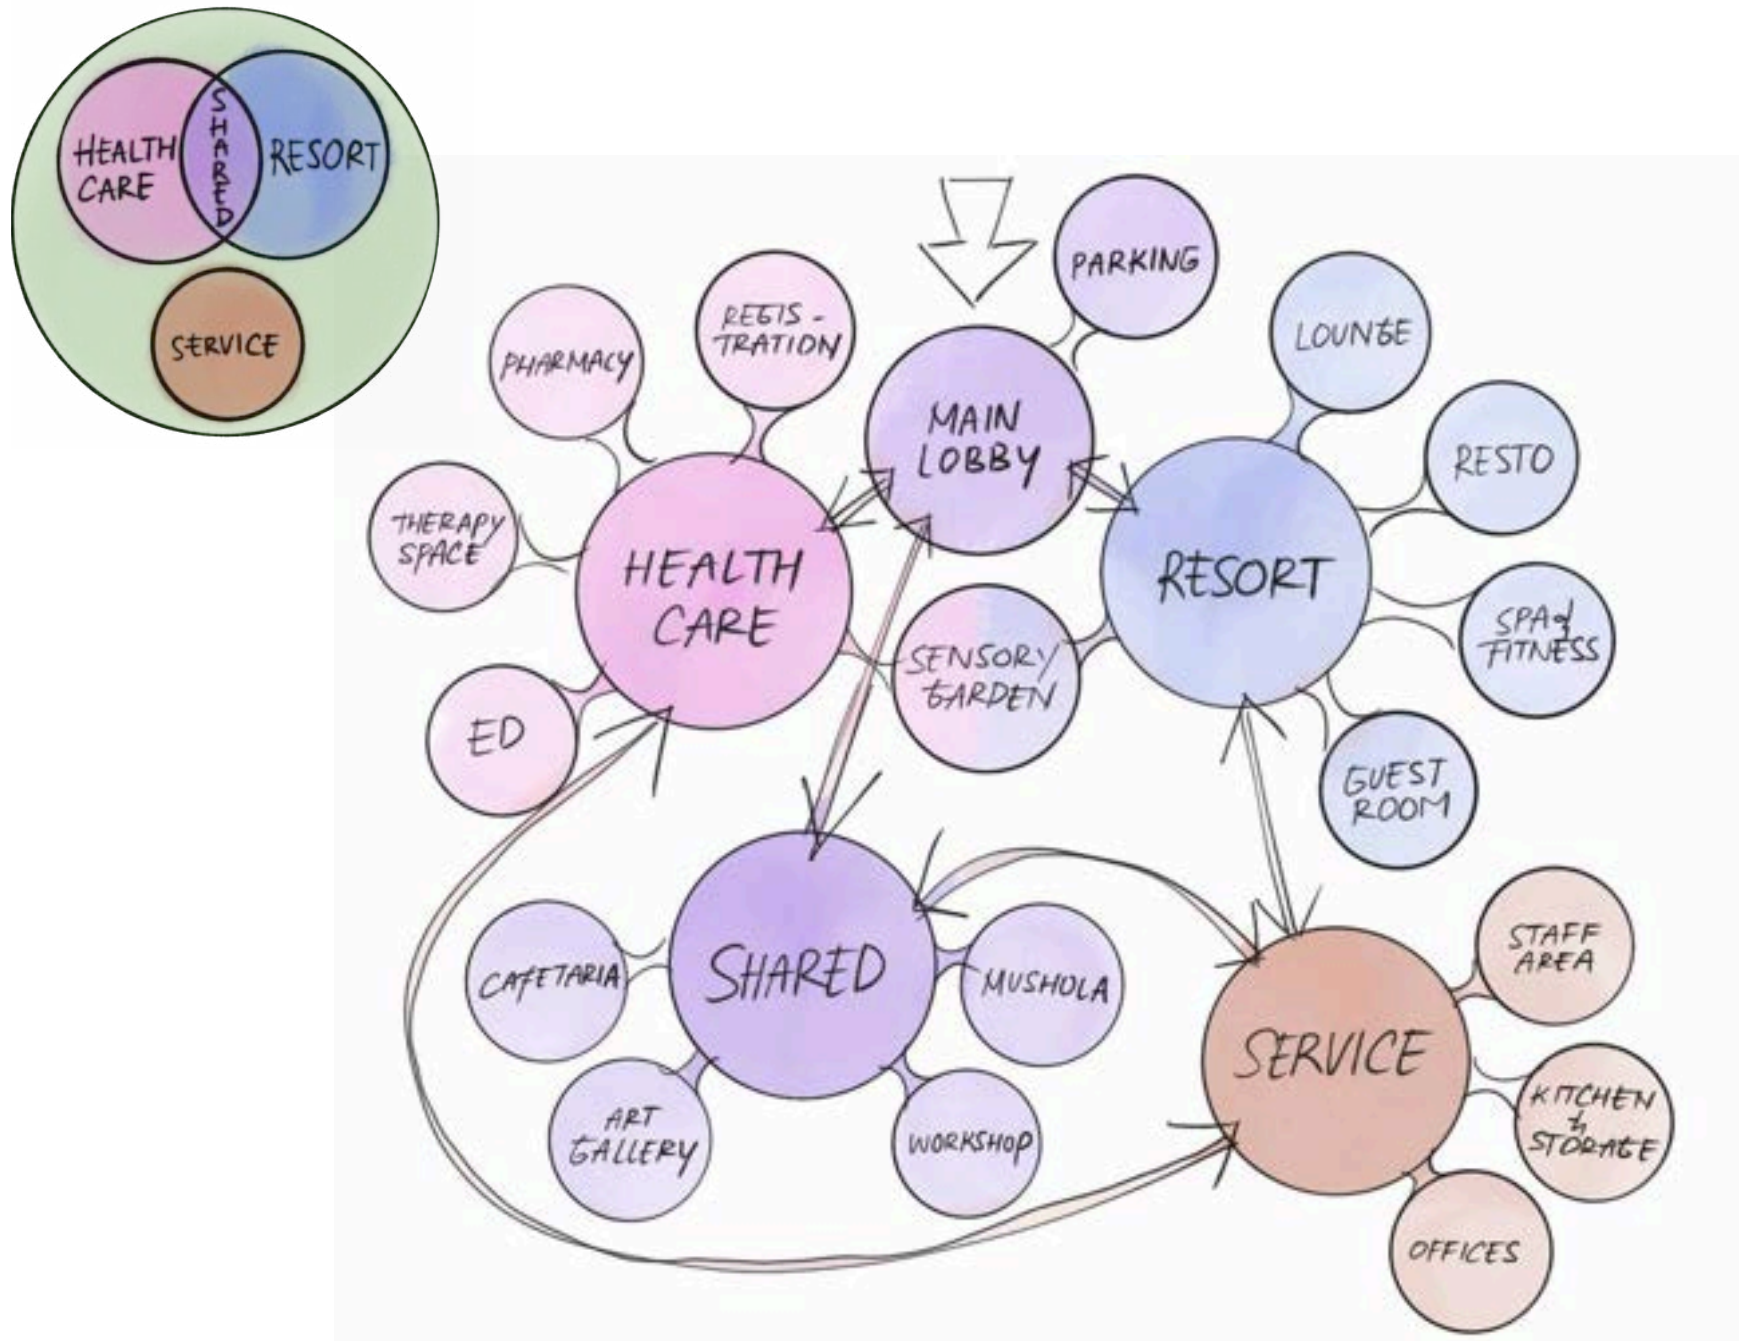 HEALTH
CARE
SHARED
RESORT
SERVICE
PARKING
REGIS -
TRATION
PHARMACY
LOUNGE
MAIN
LOBBY
RESTO
THERAPY
SPACE
HEALTH
CARE
RESORT
SPA &
FITNESS
SENSORY
GARDEN
ED
GUEST
ROOM
STAFF
AREA
CAFETARIA
SHARED
MUSHOLA
SERVICE
KITCHEN
&
STORAGE
ART
GALLERY
WORKSHOP
OFFICES